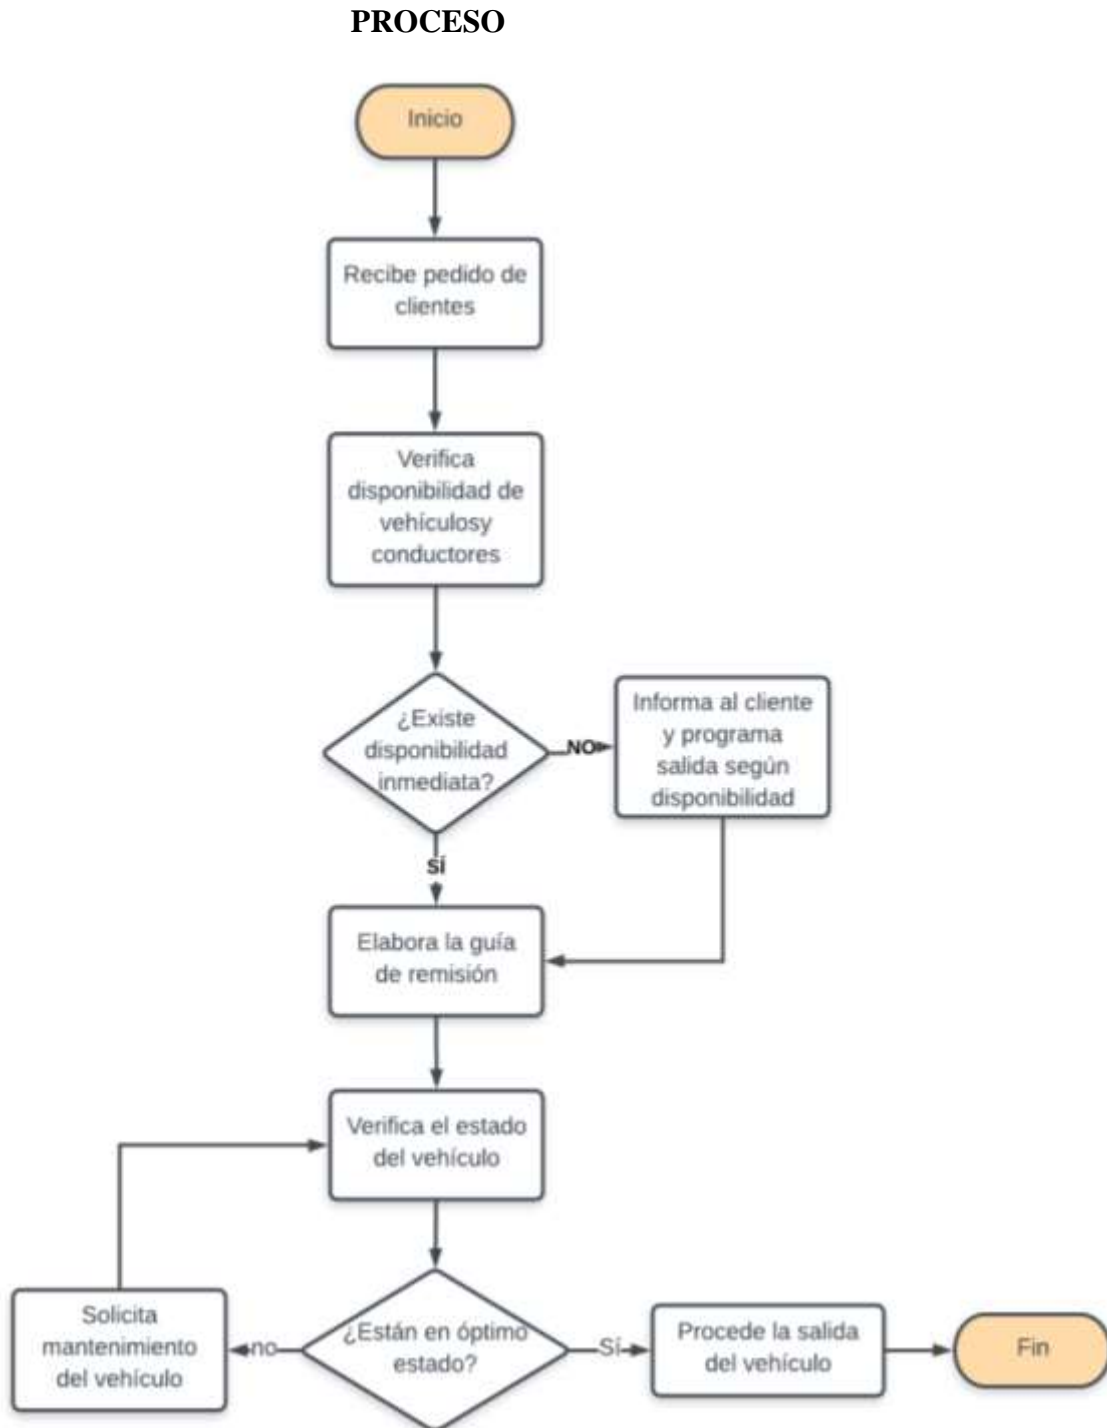 PROCESO
Inicio
Recibe pedido de
clientes
Verifica
disponibilidad de
vehículosy
conductores
¿Existe
disponibilidad
inmediata?
NO
Informa al cliente
y programa
salida según
disponibilidad
SÍ
Elabora la guía
de remisión
Verifica el estado
del vehículo
¿Están en óptimo
estado?
no
Solicita
mantenimiento
del vehículo
Sí
Procede la salida
del vehículo
Fin